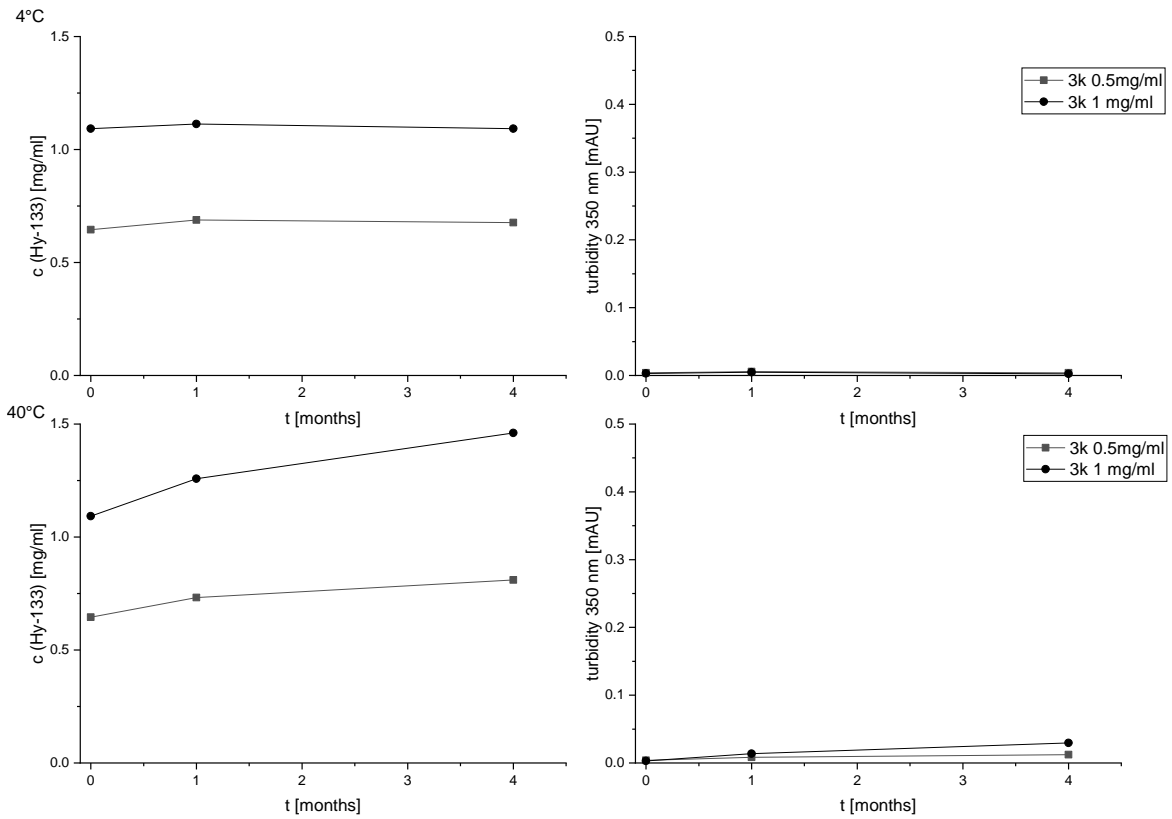 4°C
1.5
1.0
0.5
0.0
c (Hy-133) [mg/ml]
0 1 2 3 4
t [months]
0.5
0.4
0.3
0.2
0.1
0.0
turbidity 350 nm [mAU]
0 1 2 3 4
t [months]
3k 0.5mg/ml
3k 1 mg/ml
40°C
1.5
1.0
0.5
0.0
c (Hy-133) [mg/ml]
0 1 2 3 4
t [months]
0.5
0.4
0.3
0.2
0.1
0.0
turbidity 350 nm [mAU]
0 1 2 3 4
t [months]
3k 0.5mg/ml
3k 1 mg/ml